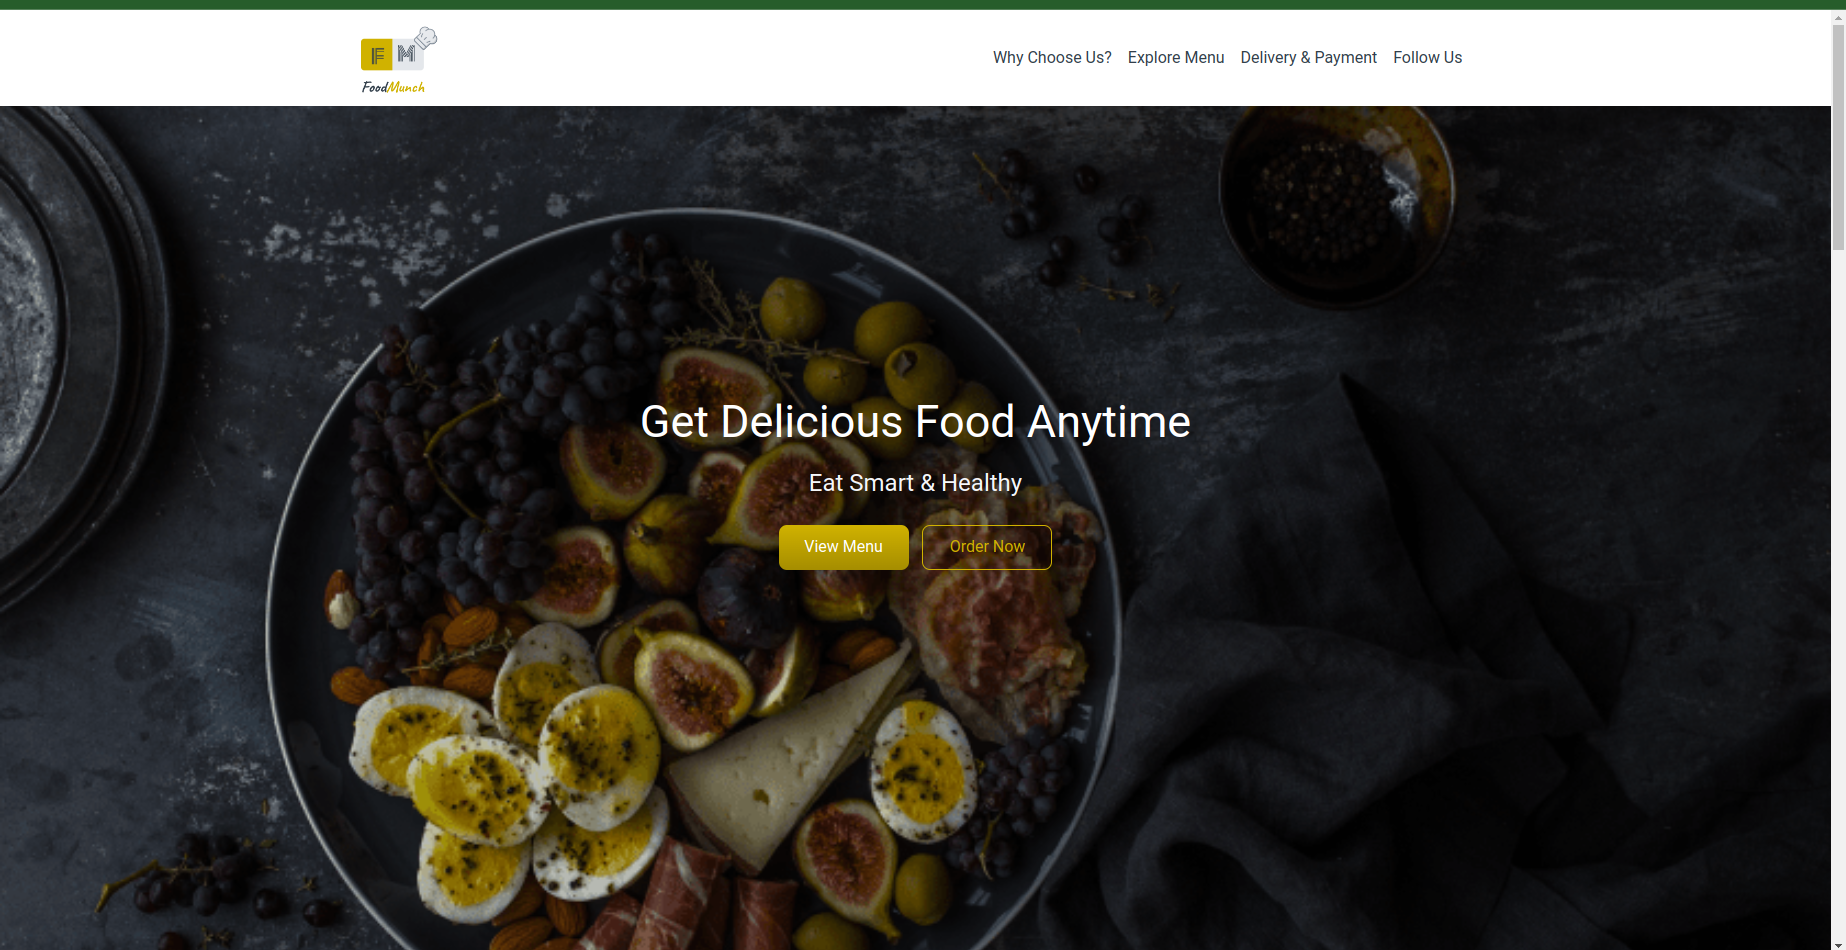 F M
FoodMunch
Why Choose Us? Explore Menu Delivery & Payment Follow Us
Get Delicious Food Anytime
Eat Smart & Healthy
View Menu Order Now